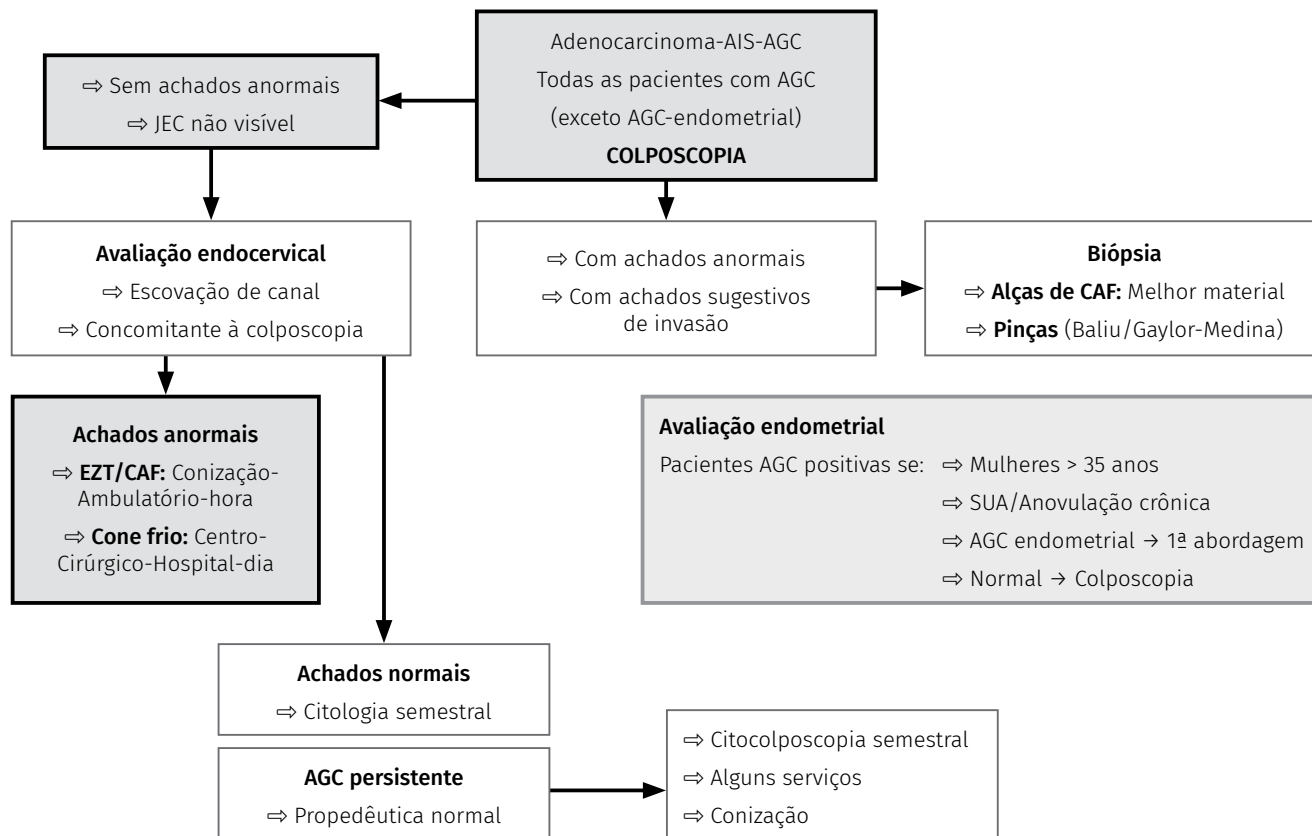 Adenocarcinoma-AIS-AGC
Todas as pacientes com AGC
(exceto AGC-endometrial)
COLPOSCOPIA
⇨ Sem achados anormais
⇨ JEC não visível
Avaliação endocervical
⇨ Escovação de canal
⇨ Concomitante à colposcopia
⇨ Com achados anormais
⇨ Com achados sugestivos
de invasão
Biópsia
⇨ Alças de CAF: Melhor material
⇨ Pinças (Baliu/Gaylor-Medina)
Achados anormais
⇨ EZT/CAF: Conização-
Ambulatório-hora
⇨ Cone frio: Centro-
Cirúrgico-Hospital-dia
Avaliação endometrial
Pacientes AGC positivas se: ⇨ Mulheres > 35 anos
⇨ SUA/Anovulação crônica
⇨ AGC endometrial → 1ª abordagem
⇨ Normal → Colposcopia
Achados normais
⇨ Citologia semestral
AGC persistente
⇨ Propedêutica normal
⇨ Citocolposcopia semestral
⇨ Alguns serviços
⇨ Conização